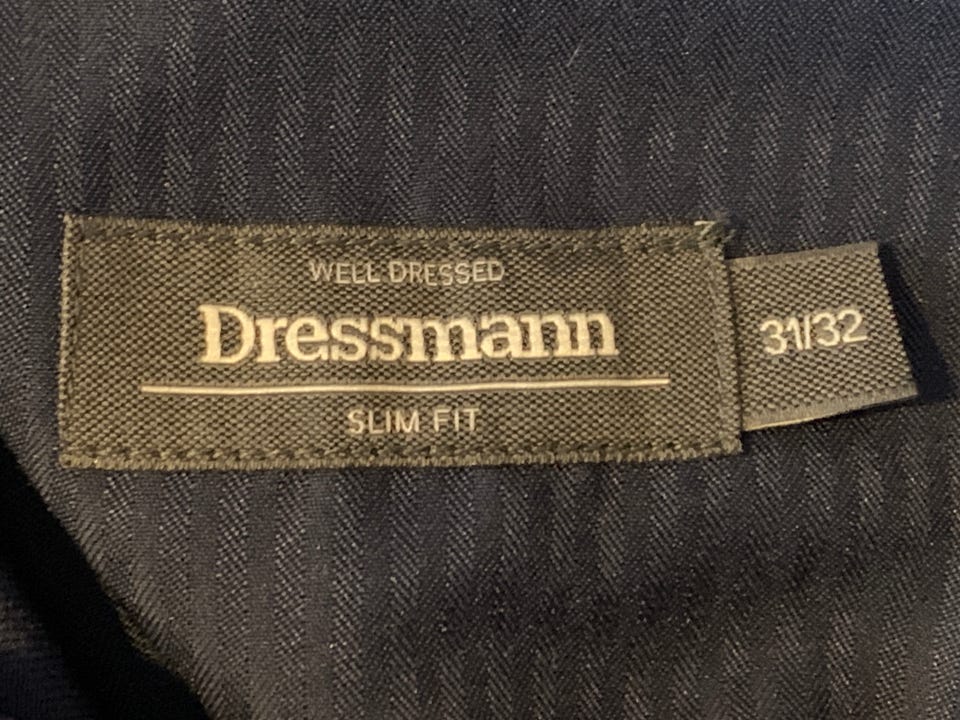 WELL DRESSED
Dressmann
SLIM FIT
31/32